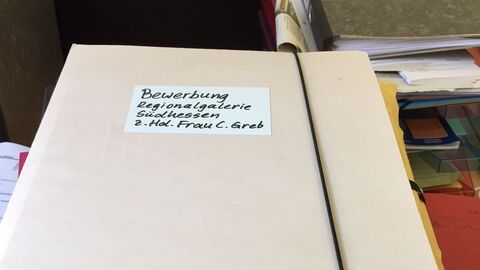 Bewerbung
Regionalgalerie
Südhessen
z. Hd. Frau C. Greb